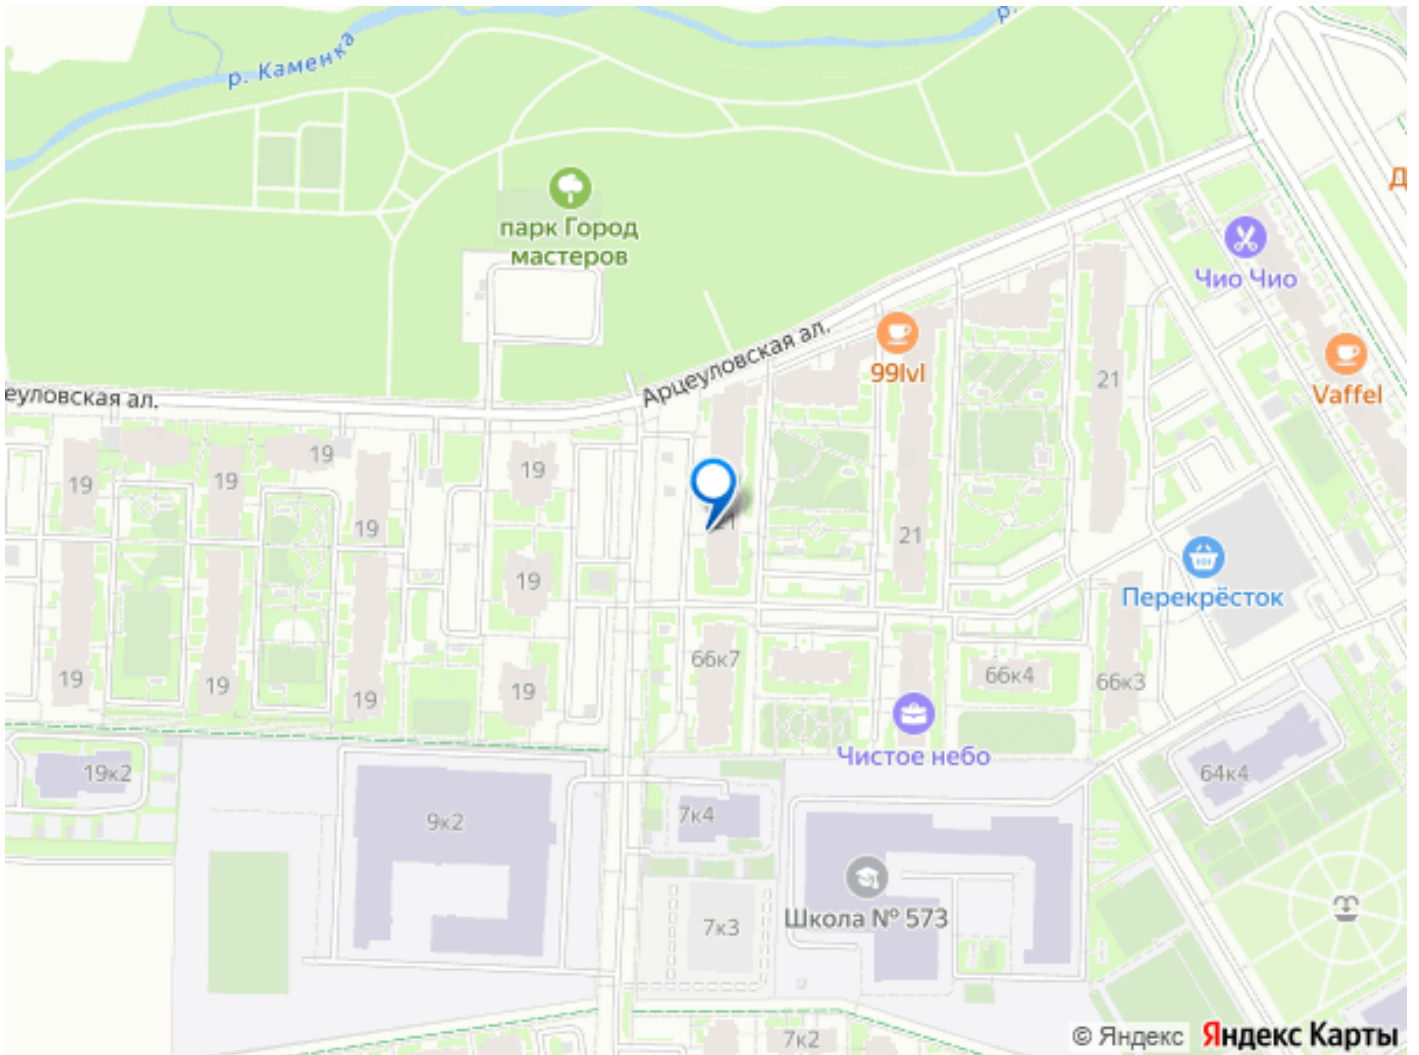 р. Каменка
р.
Д
парк Город
мастеров
Чио Чио
Арцеуловская ал.
99lvl
Vaffel
21
еуловская ал.
19
19
19
19
19
21
21
19
Перекрёсток
66к7
66к4
66к3
19
19
19
19
Чистое небо
19к2
64к4
9к2
7к4
Школа № 573
7к3
7к2
© Яндекс Яндекс Карты